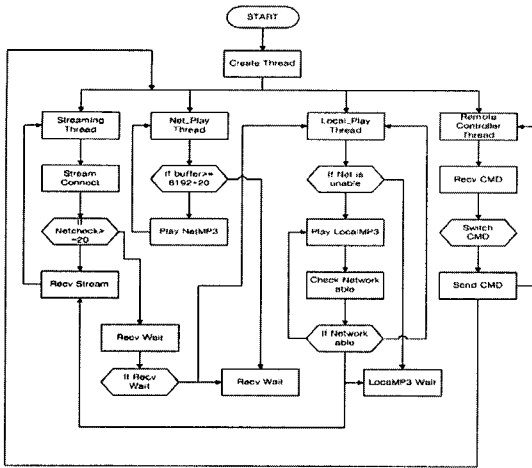 START
Create Thread
Streaming
Thread
Net_Play
Thread
Local_Play
Thread
Remote
Controller
Thread
Stream
Connect
If buffer>=
8192*20
If Net is
unable
Recv CMD
If
Netcheck>
=20
Play NetMP3
Play LocalMP3
Switch
CMD
Recv Stream
Check Network
able
Send CMD
Recv Wait
If Network
able
If Recv
Wait
Recv Wait
LocalMP3 Wait